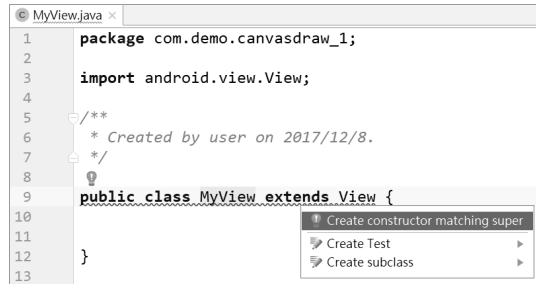 C MyView.java ×
1 package com.demo.canvasdraw_1;
2
3 import android.view.View;
4
5 /**
6 * Created by user on 2017/12/8.
7 */
8
9 public class MyView extends View {
10
Create constructor matching super
11
Create Test
12 }
Create subclass
13